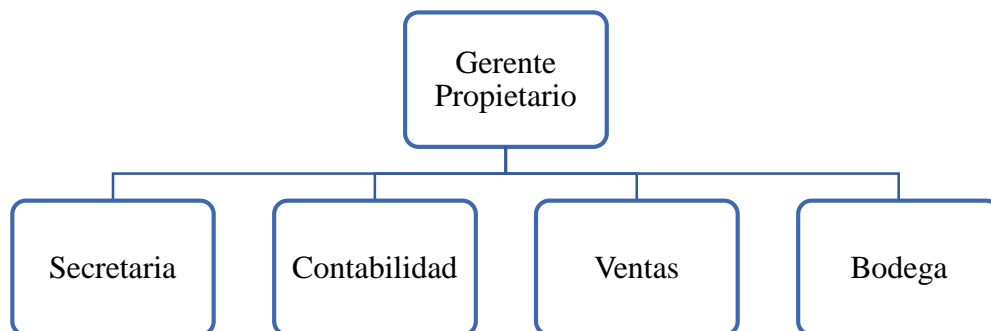 Gerente
Propietario
Secretaria
Contabilidad
Ventas
Bodega